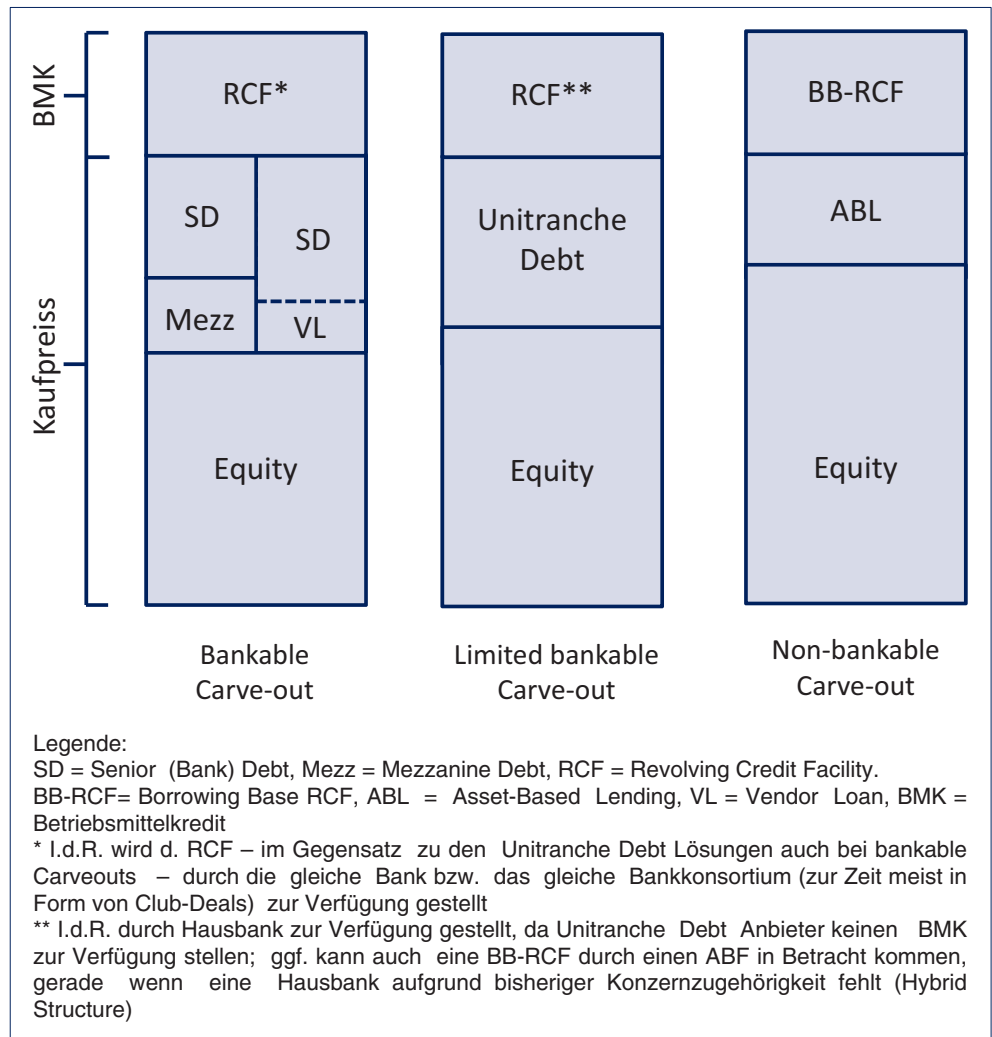 BMK
RCF*
RCF**
BB-RCF
Kaufpreiss
SD
SD
Mezz
VL
Equity
Unitranche
Debt
Equity
ABL
Equity
Bankable
Carve-out
Limited bankable
Carve-out
Non-bankable
Carve-out
Legende:
SD = Senior (Bank) Debt, Mezz = Mezzanine Debt, RCF = Revolving Credit Facility.
BB-RCF= Borrowing Base RCF, ABL = Asset-Based Lending, VL = Vendor Loan, BMK =
Betriebsmittelkredit
* I.d.R. wird d. RCF – im Gegensatz zu den Unitranche Debt Lösungen auch bei bankable
Carveouts – durch die gleiche Bank bzw. das gleiche Bankkonsortium (zur Zeit meist in
Form von Club-Deals) zur Verfügung gestellt
** I.d.R. durch Hausbank zur Verfügung gestellt, da Unitranche Debt Anbieter keinen BMK
zur Verfügung stellen; ggf. kann auch eine BB-RCF durch einen ABF in Betracht kommen,
gerade wenn eine Hausbank aufgrund bisheriger Konzernzugehörigkeit fehlt (Hybrid
Structure)